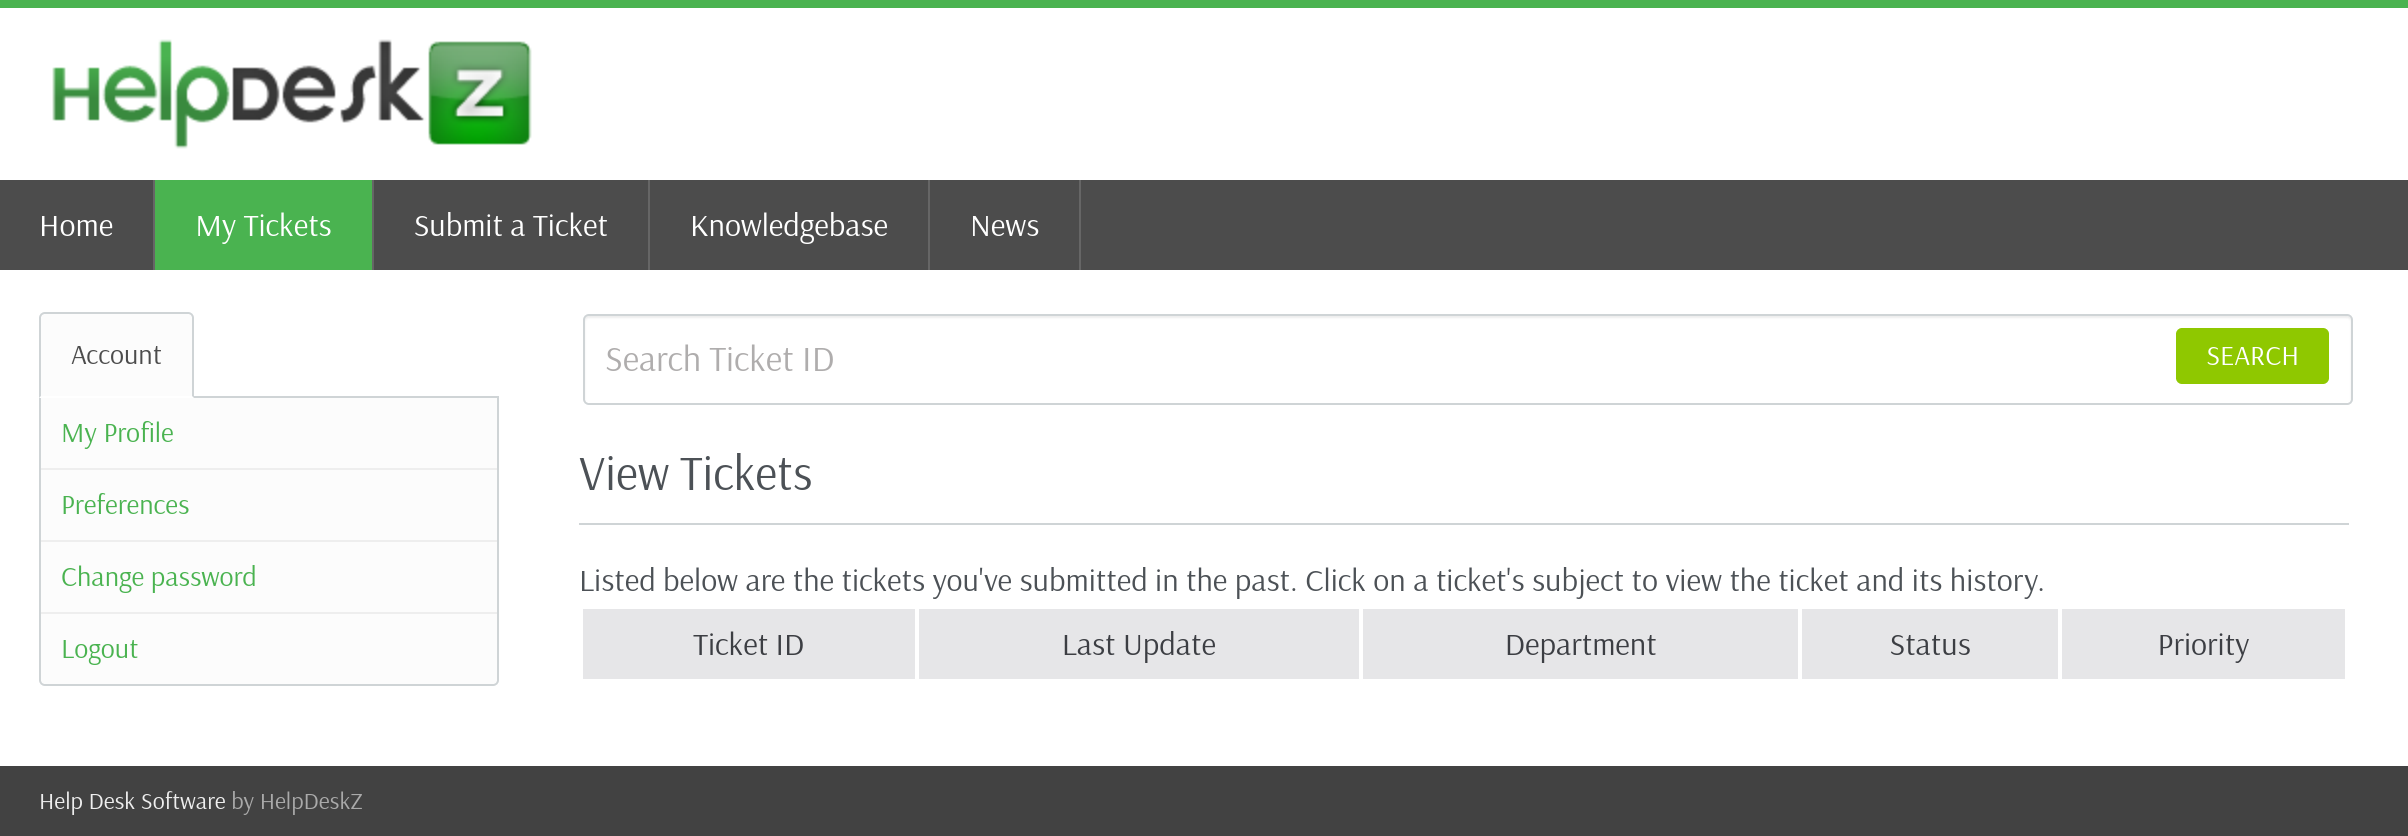 HelpDesk Z
Home My Tickets Submit a Ticket Knowledgebase News
Account
My Profile
Preferences
Change password
Logout
Search Ticket ID SEARCH
View Tickets
Listed below are the tickets you've submitted in the past. Click on a ticket's subject to view the ticket and its history.
Ticket ID Last Update Department Status Priority
Help Desk Software by HelpDeskZ